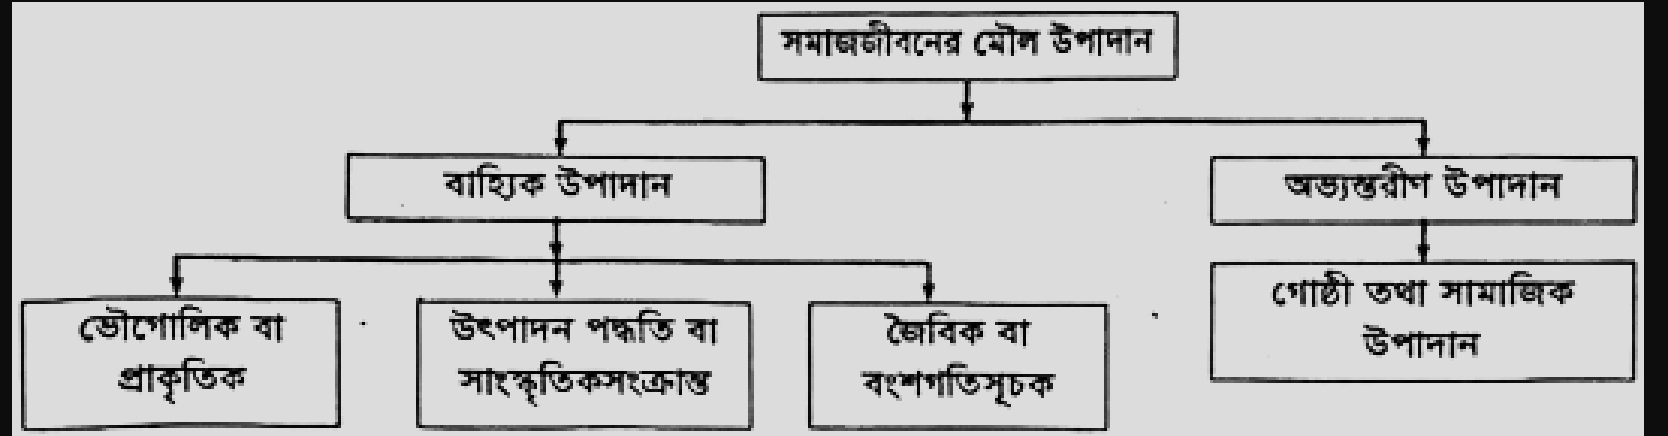 সমাজজীবনের মৌল উপাদান
বাহ্যিক উপাদান
অভ্যন্তরীণ উপাদান
ভৌগোলিক বা
প্রাকৃতিক
উৎপাদন পদ্ধতি বা
সাংস্কৃতিকসংক্রান্ত
জৈবিক বা
বংশগতিসূচক
গোষ্ঠী তথা সামাজিক
উপাদান